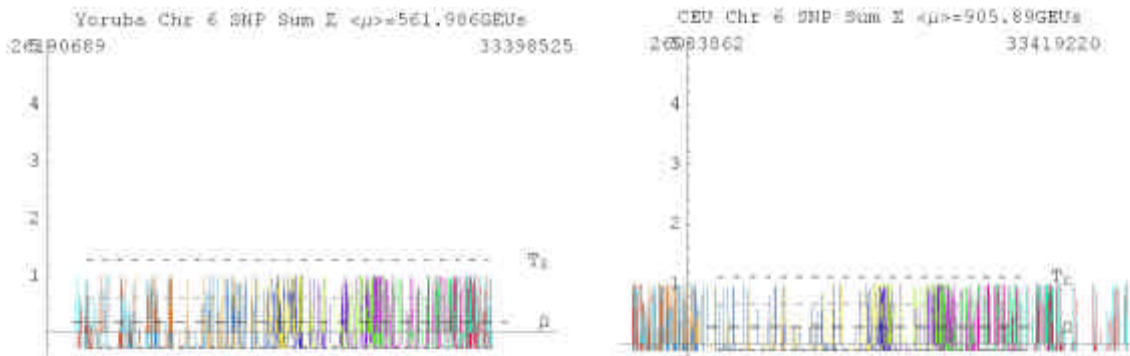 Yoruba Chr 6 SNP Sum Σ <μ>=561.986GEUs
33398525
4
3
2
1
μ
CEU Chr 6 SNP Sum Σ <μ>=905.89GEUs
33419220
4
3
2
1
μ